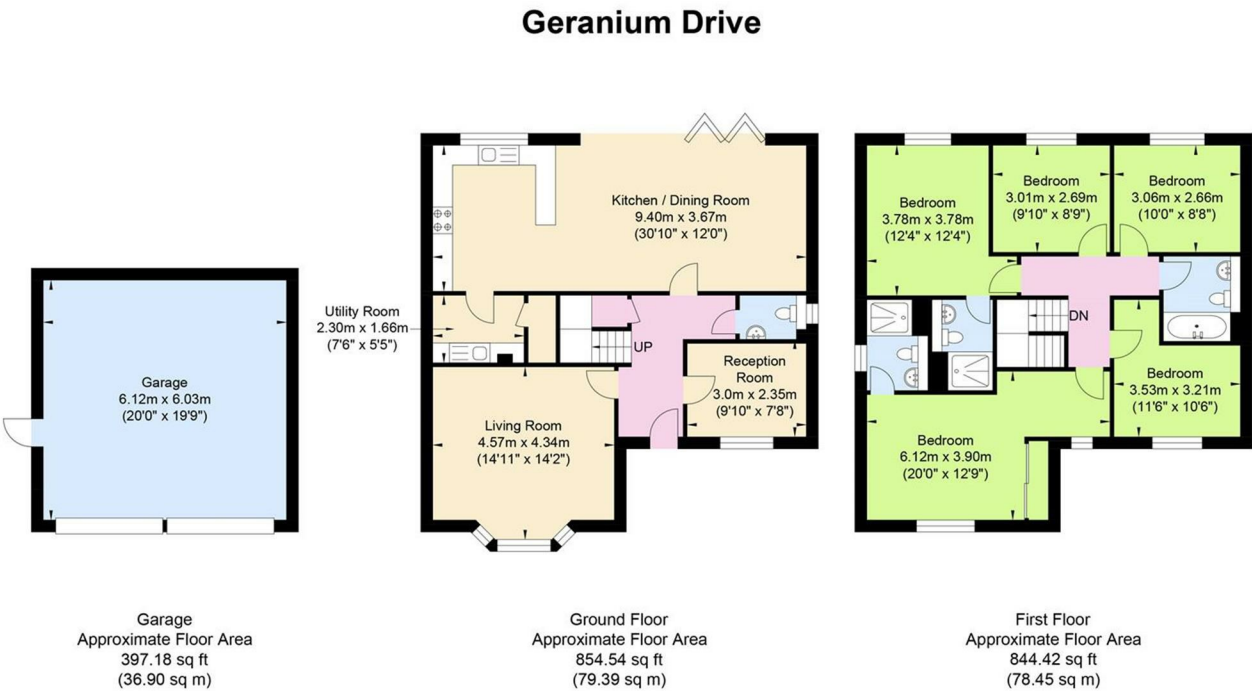 Geranium Drive
Garage
6.12m x 6.03m
(20'0" x 19'9")
Garage
Approximate Floor Area
397.18 sq ft
(36.90 sq m)
Kitchen / Dining Room
9.40m x 3.67m
(30'10" x 12'0")
Utility Room
2.30m x 1.66m
(7'6" x 5'5")
UP
Reception
Room
3.0m x 2.35m
(9'10" x 7'8")
Living Room
4.57m x 4.34m
(14'11" x 14'2")
Ground Floor
Approximate Floor Area
854.54 sq ft
(79.39 sq m)
Bedroom
3.78m x 3.78m
(12'4" x 12'4")
Bedroom
3.01m x 2.69m
(9'10" x 8'9")
Bedroom
3.06m x 2.66m
(10'0" x 8'8")
DN
Bedroom
3.53m x 3.21m
(11'6" x 10'6")
Bedroom
6.12m x 3.90m
(20'0" x 12'9")
First Floor
Approximate Floor Area
844.42 sq ft
(78.45 sq m)